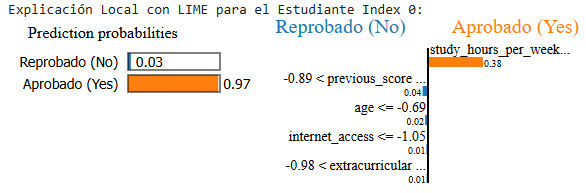 Explicación Local con LIME para el Estudiante Index 0:
Prediction probabilities
Reprobado (No) 0.03
Aprobado (Yes) 0.97
Reprobado (No) Aprobado (Yes)
study_hours_per_week...
0.38
-0.89 < previous_score ...
0.04
age <= -0.69
0.02
internet_access <= -1.05
0.01
-0.98 < extracurricular ...
0.01